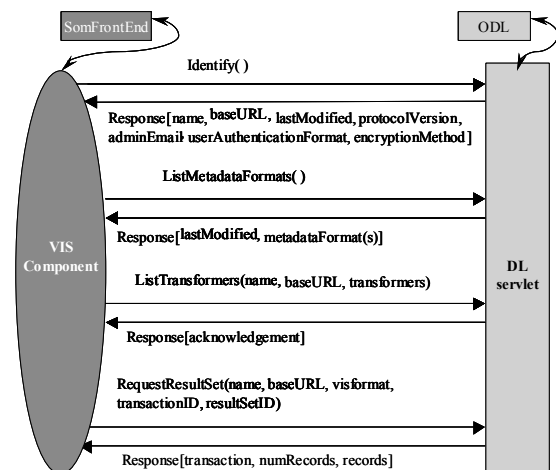 SomFrontEnd
ODL
Identify( )
Response[name, baseURL, lastModified, protocolVersion,
adminEmail, userAuthenticationFormat, encryptionMethod]
ListMetadataFormats( )
Response[lastModified, metadataFormat(s)]
VIS
Component
DL
servlet
ListTransformers(name, baseURL, transformers)
Response[acknowledgement]
RequestResultSet(name, baseURL, visformat,
transactionID, resultSetID)
Response[transaction, numRecords, records]